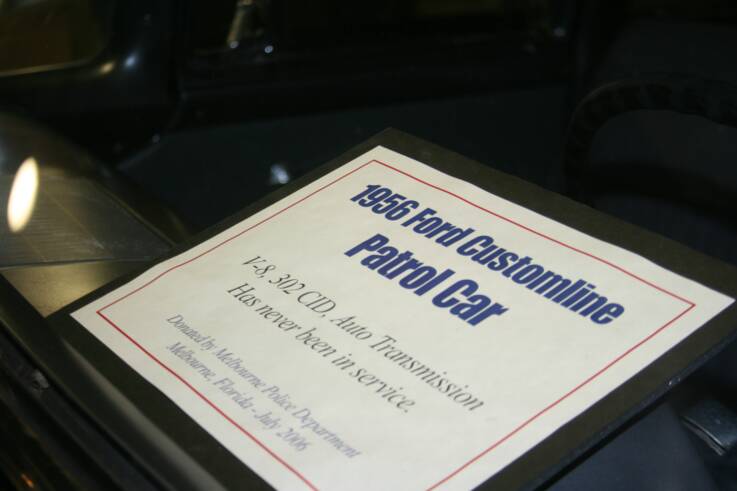 1956 Ford Customline
Patrol Car
V-8, 302 CID, Auto Transmission
Has never been in service.
Donated by Melbourne Police Department
Melbourne, Florida - July 2006